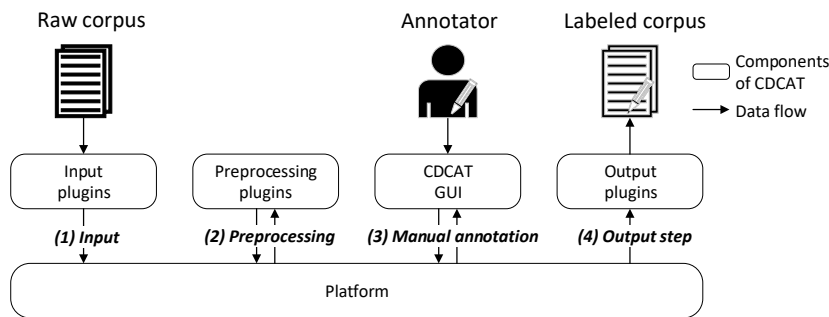 Raw corpus
Annotator
Labeled corpus
Components
of CDCAT
Data flow
Input
plugins
Preprocessing
plugins
CDCAT
GUI
Output
plugins
(1) Input
(2) Preprocessing
(3) Manual annotation
(4) Output step
Platform